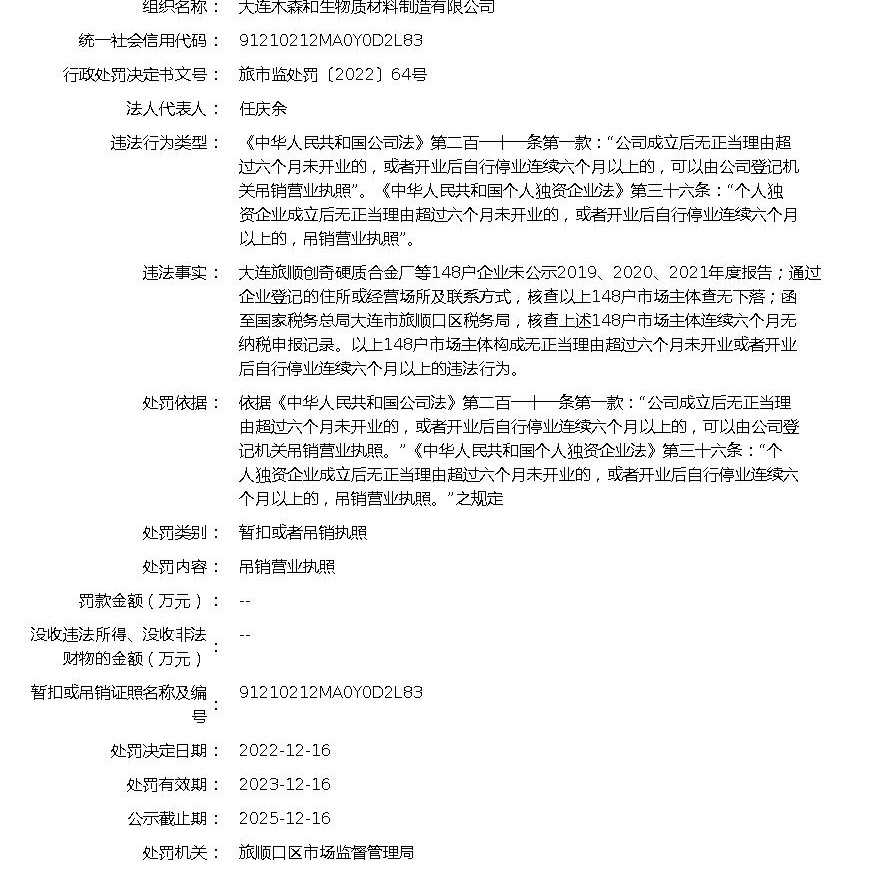 组织名称： 大连木森和生物质材料制造有限公司
统一社会信用代码： 91210212MA0Y0D2L83
行政处罚决定书文号： 旅市监处罚〔2022〕64号
法人代表人： 任庆余
违法行为类型： 《中华人民共和国公司法》第二百一十一条第一款：“公司成立后无正当理由超
过六个月未开业的，或者开业后自行停业连续六个月以上的，可以由公司登记机
关吊销营业执照”。《中华人民共和国个人独资企业法》第三十六条：“个人独
资企业成立后无正当理由超过六个月未开业的，或者开业后自行停业连续六个月
以上的，吊销营业执照”。
违法事实： 大连旅顺创奇硬质合金厂等148户企业未公示2019、2020、2021年度报告；通过
企业登记的住所或经营场所及联系方式，核查以上148户市场主体查无下落；函
至国家税务总局大连市旅顺口区税务局，核查上述148户市场主体连续六个月无
纳税申报记录。以上148户市场主体构成无正当理由超过六个月未开业或者开业
后自行停业连续六个月以上的违法行为。
处罚依据： 依据《中华人民共和国公司法》第二百一十一条第一款：“公司成立后无正当理
由超过六个月未开业的，或者开业后自行停业连续六个月以上的，可以由公司登
记机关吊销营业执照。”《中华人民共和国个人独资企业法》第三十六条：“个
人独资企业成立后无正当理由超过六个月未开业的，或者开业后自行停业连续六
个月以上的，吊销营业执照。”之规定
处罚类别： 暂扣或者吊销执照
处罚内容： 吊销营业执照
罚款金额（万元）： --
没收违法所得、没收非法
财物的金额（万元）： --
暂扣或吊销证照名称及编
号： 91210212MA0Y0D2L83
处罚决定日期： 2022-12-16
处罚有效期： 2023-12-16
公示截止期： 2025-12-16
处罚机关： 旅顺口区市场监督管理局